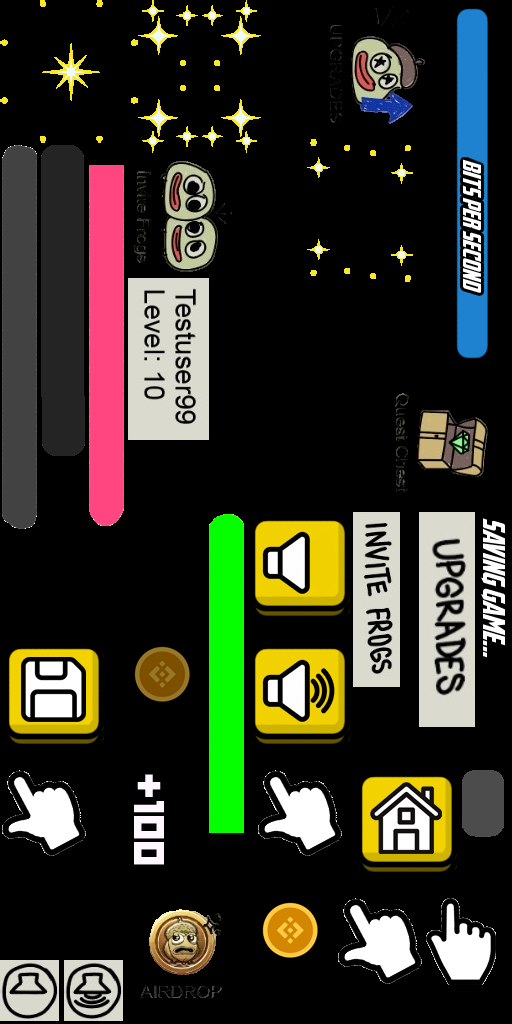 UPGRADES
BITS PER SECOND
Invite Frogs
Testuser99
Level: 10
Quest Chest
SAVING GAME...
UPGRADES
INVITE FROGS
+100
AIRDROP